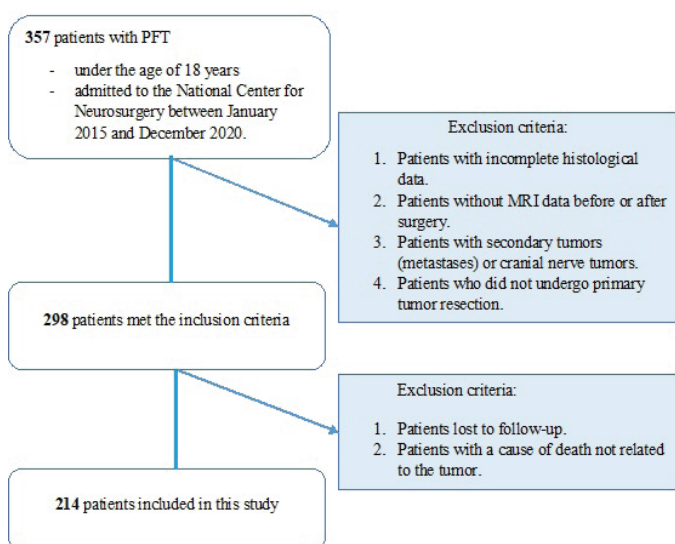 357 patients with PFT
- under the age of 18 years
- admitted to the National Center for
Neurosurgery between January
2015 and December 2020.
Exclusion criteria:
1. Patients with incomplete histological
data.
2. Patients without MRI data before or after
surgery.
3. Patients with secondary tumors
(metastases) or cranial nerve tumors.
4. Patients who did not undergo primary
tumor resection.
298 patients met the inclusion criteria
Exclusion criteria:
1. Patients lost to follow-up.
2. Patients with a cause of death not related
to the tumor.
214 patients included in this study